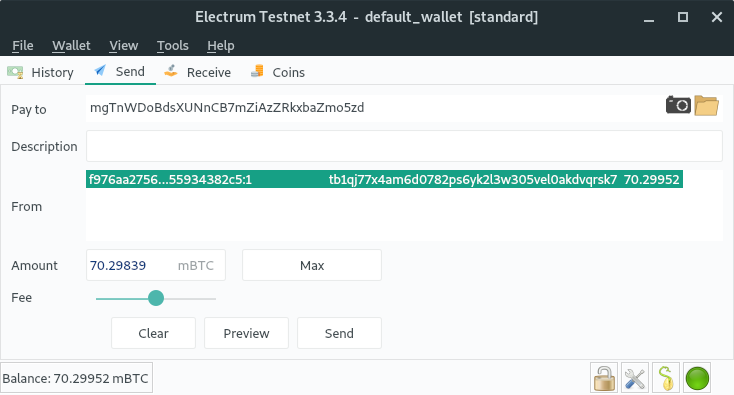 Electrum Testnet 3.3.4 - default_wallet [standard]
File Wallet View Tools Help
History Send Receive Coins
Pay to mgTnWDoBdsXUNnCB7mZiAzZRkxbaZmo5zd
Description
From f976aa2756...55934382c5:1 tb1qj77x4am6d0782ps6yk2l3w305vel0akdvqrsk7 70.29952
Amount 70.29839 mBTC Max
Fee
Clear Preview Send
Balance: 70.29952 mBTC